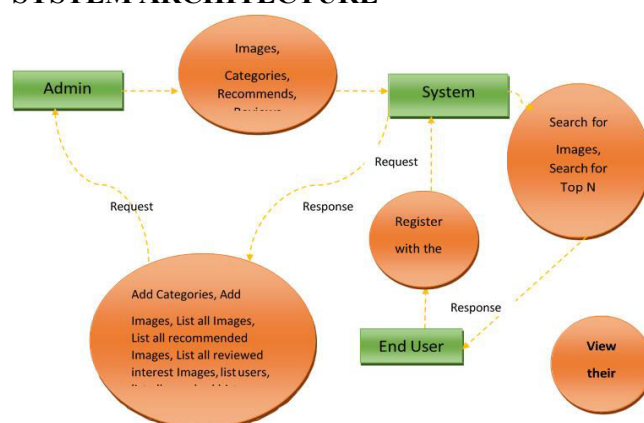 SYSTEM ARCHITECTURE
Images,
Categories,
Recommends,
Reviews
Admin
System
Search for
Images,
Search for
Top N
Request
Request
Response
Register
with the
Add Categories, Add
Images, List all Images,
List all recommended
Images, List all reviewed
interest Images, list users,
Response
End User
View
their